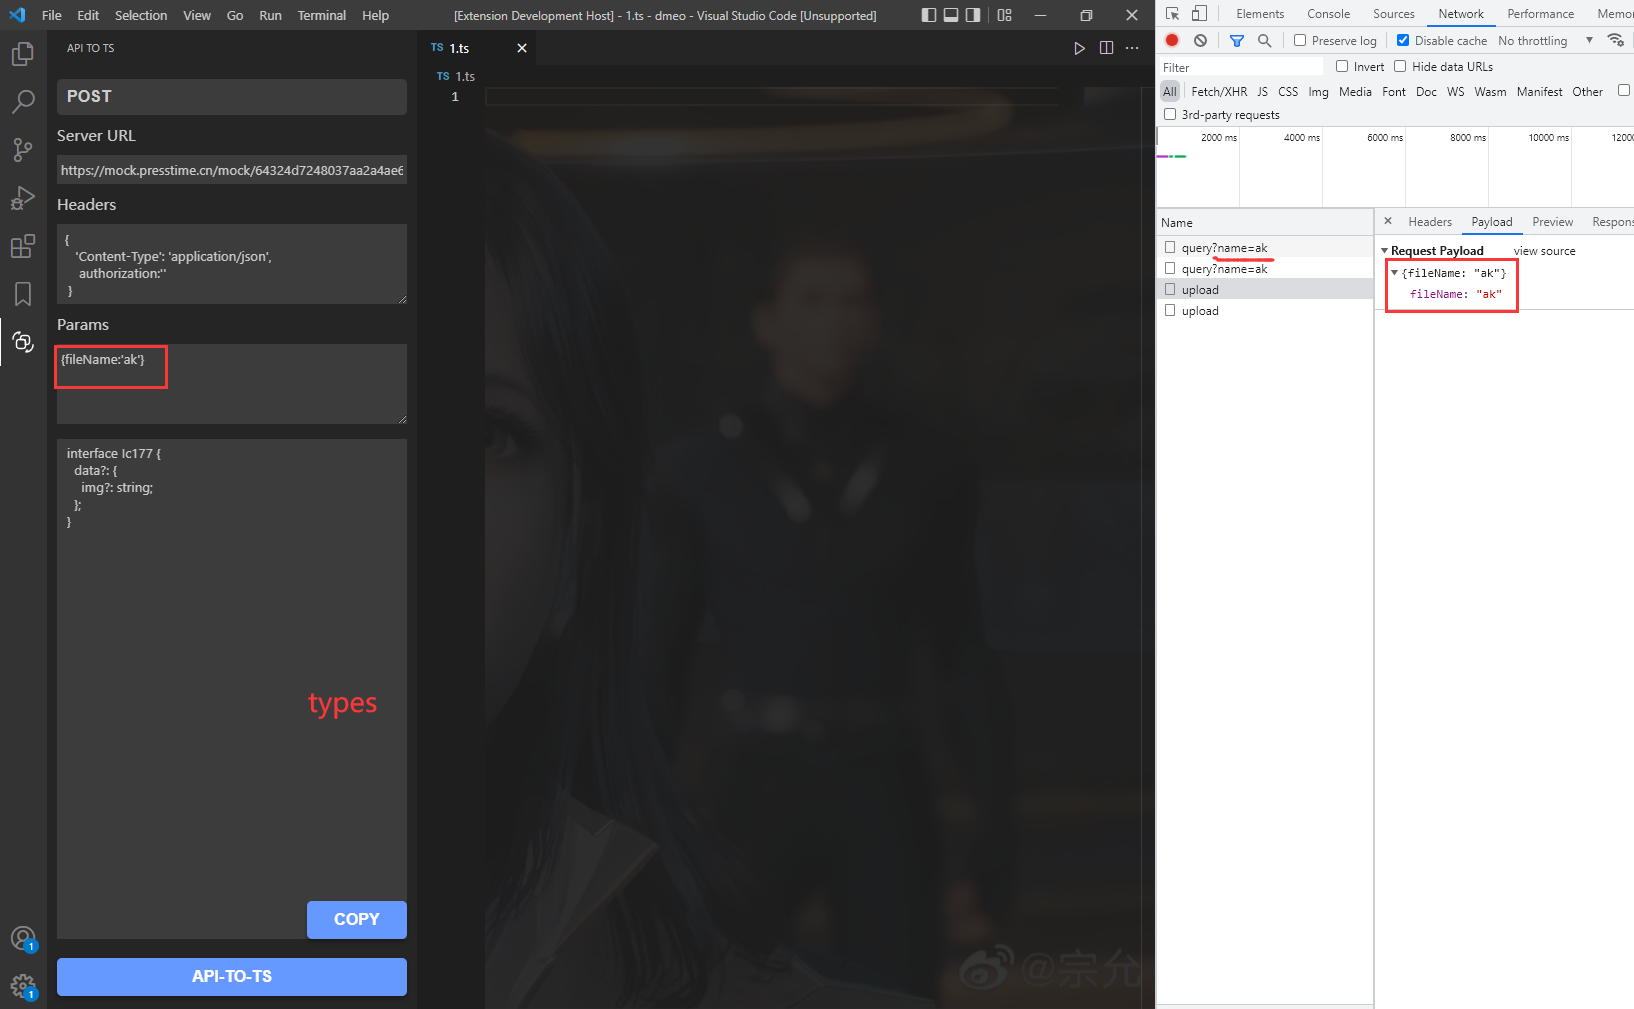 File Edit Selection View Go Run Terminal Help [Extension Development Host] - 1.ts - dmeo - Visual Studio Code [Unsupported]
API TO TS
POST
Server URL
https://mock.presstime.cn/mock/64324d7248037aa2a4ae6
Headers
{
'Content-Type': 'application/json',
authorization:''
}
Params
{fileName:'ak'}
interface Ic177 {
data?: {
img?: string;
};
}
types
COPY
API-TO-TS
1
1
TS 1.ts
TS 1.ts
1
@宗允
Elements Console Sources Network Performance Memor
Preserve log Disable cache No throttling
Filter Invert Hide data URLs
All Fetch/XHR JS CSS Img Media Font Doc WS Wasm Manifest Other
3rd-party requests
2000 ms 4000 ms 6000 ms 8000 ms 10000 ms 1200
Name
query?name=ak
query?name=ak
upload
upload
Headers Payload Preview Respons
Request Payload view source
{fileName: "ak"}
fileName: "ak"